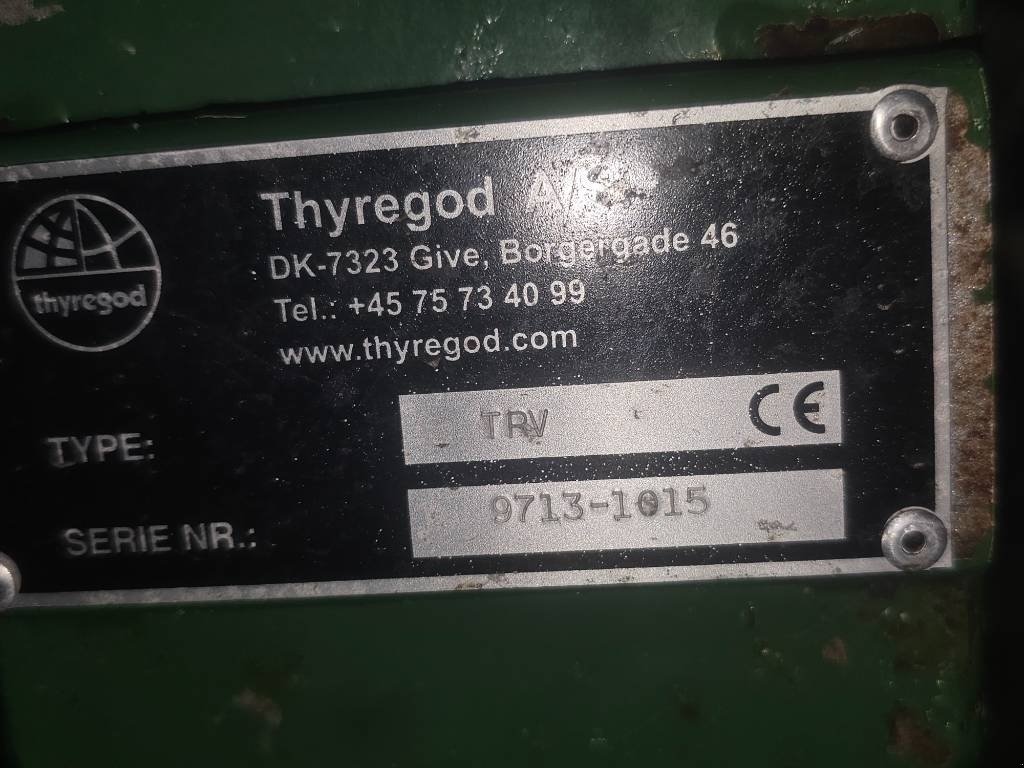 thyregod
Thyregod A/S
DK-7323 Give, Borgergade 46
Tel.: +45 75 73 40 99
www.thyregod.com
TYPE: TRV CE
SERIE NR.: 9713-1015